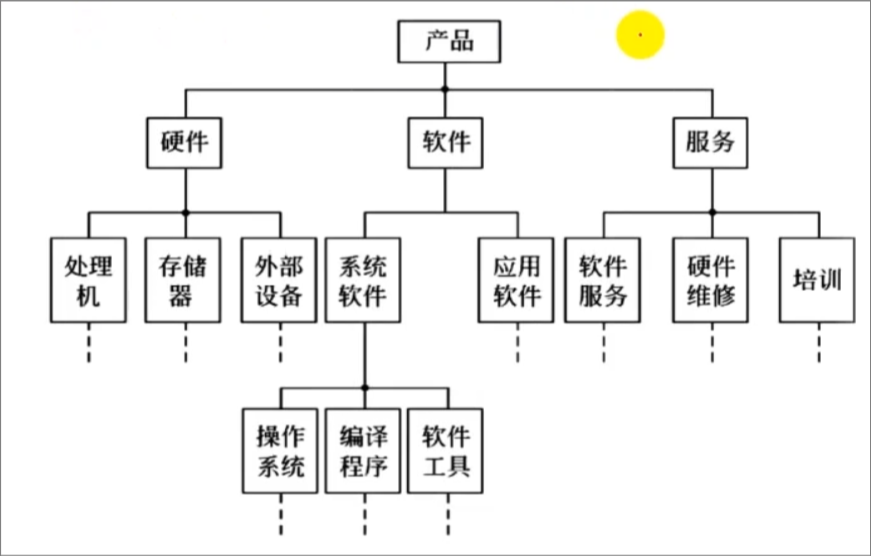 产品
硬件
软件
服务
处理
机
存储
器
外部
设备
系统
软件
应用
软件
软件
服务
硬件
维修
培训
操作
系统
编译
程序
软件
工具